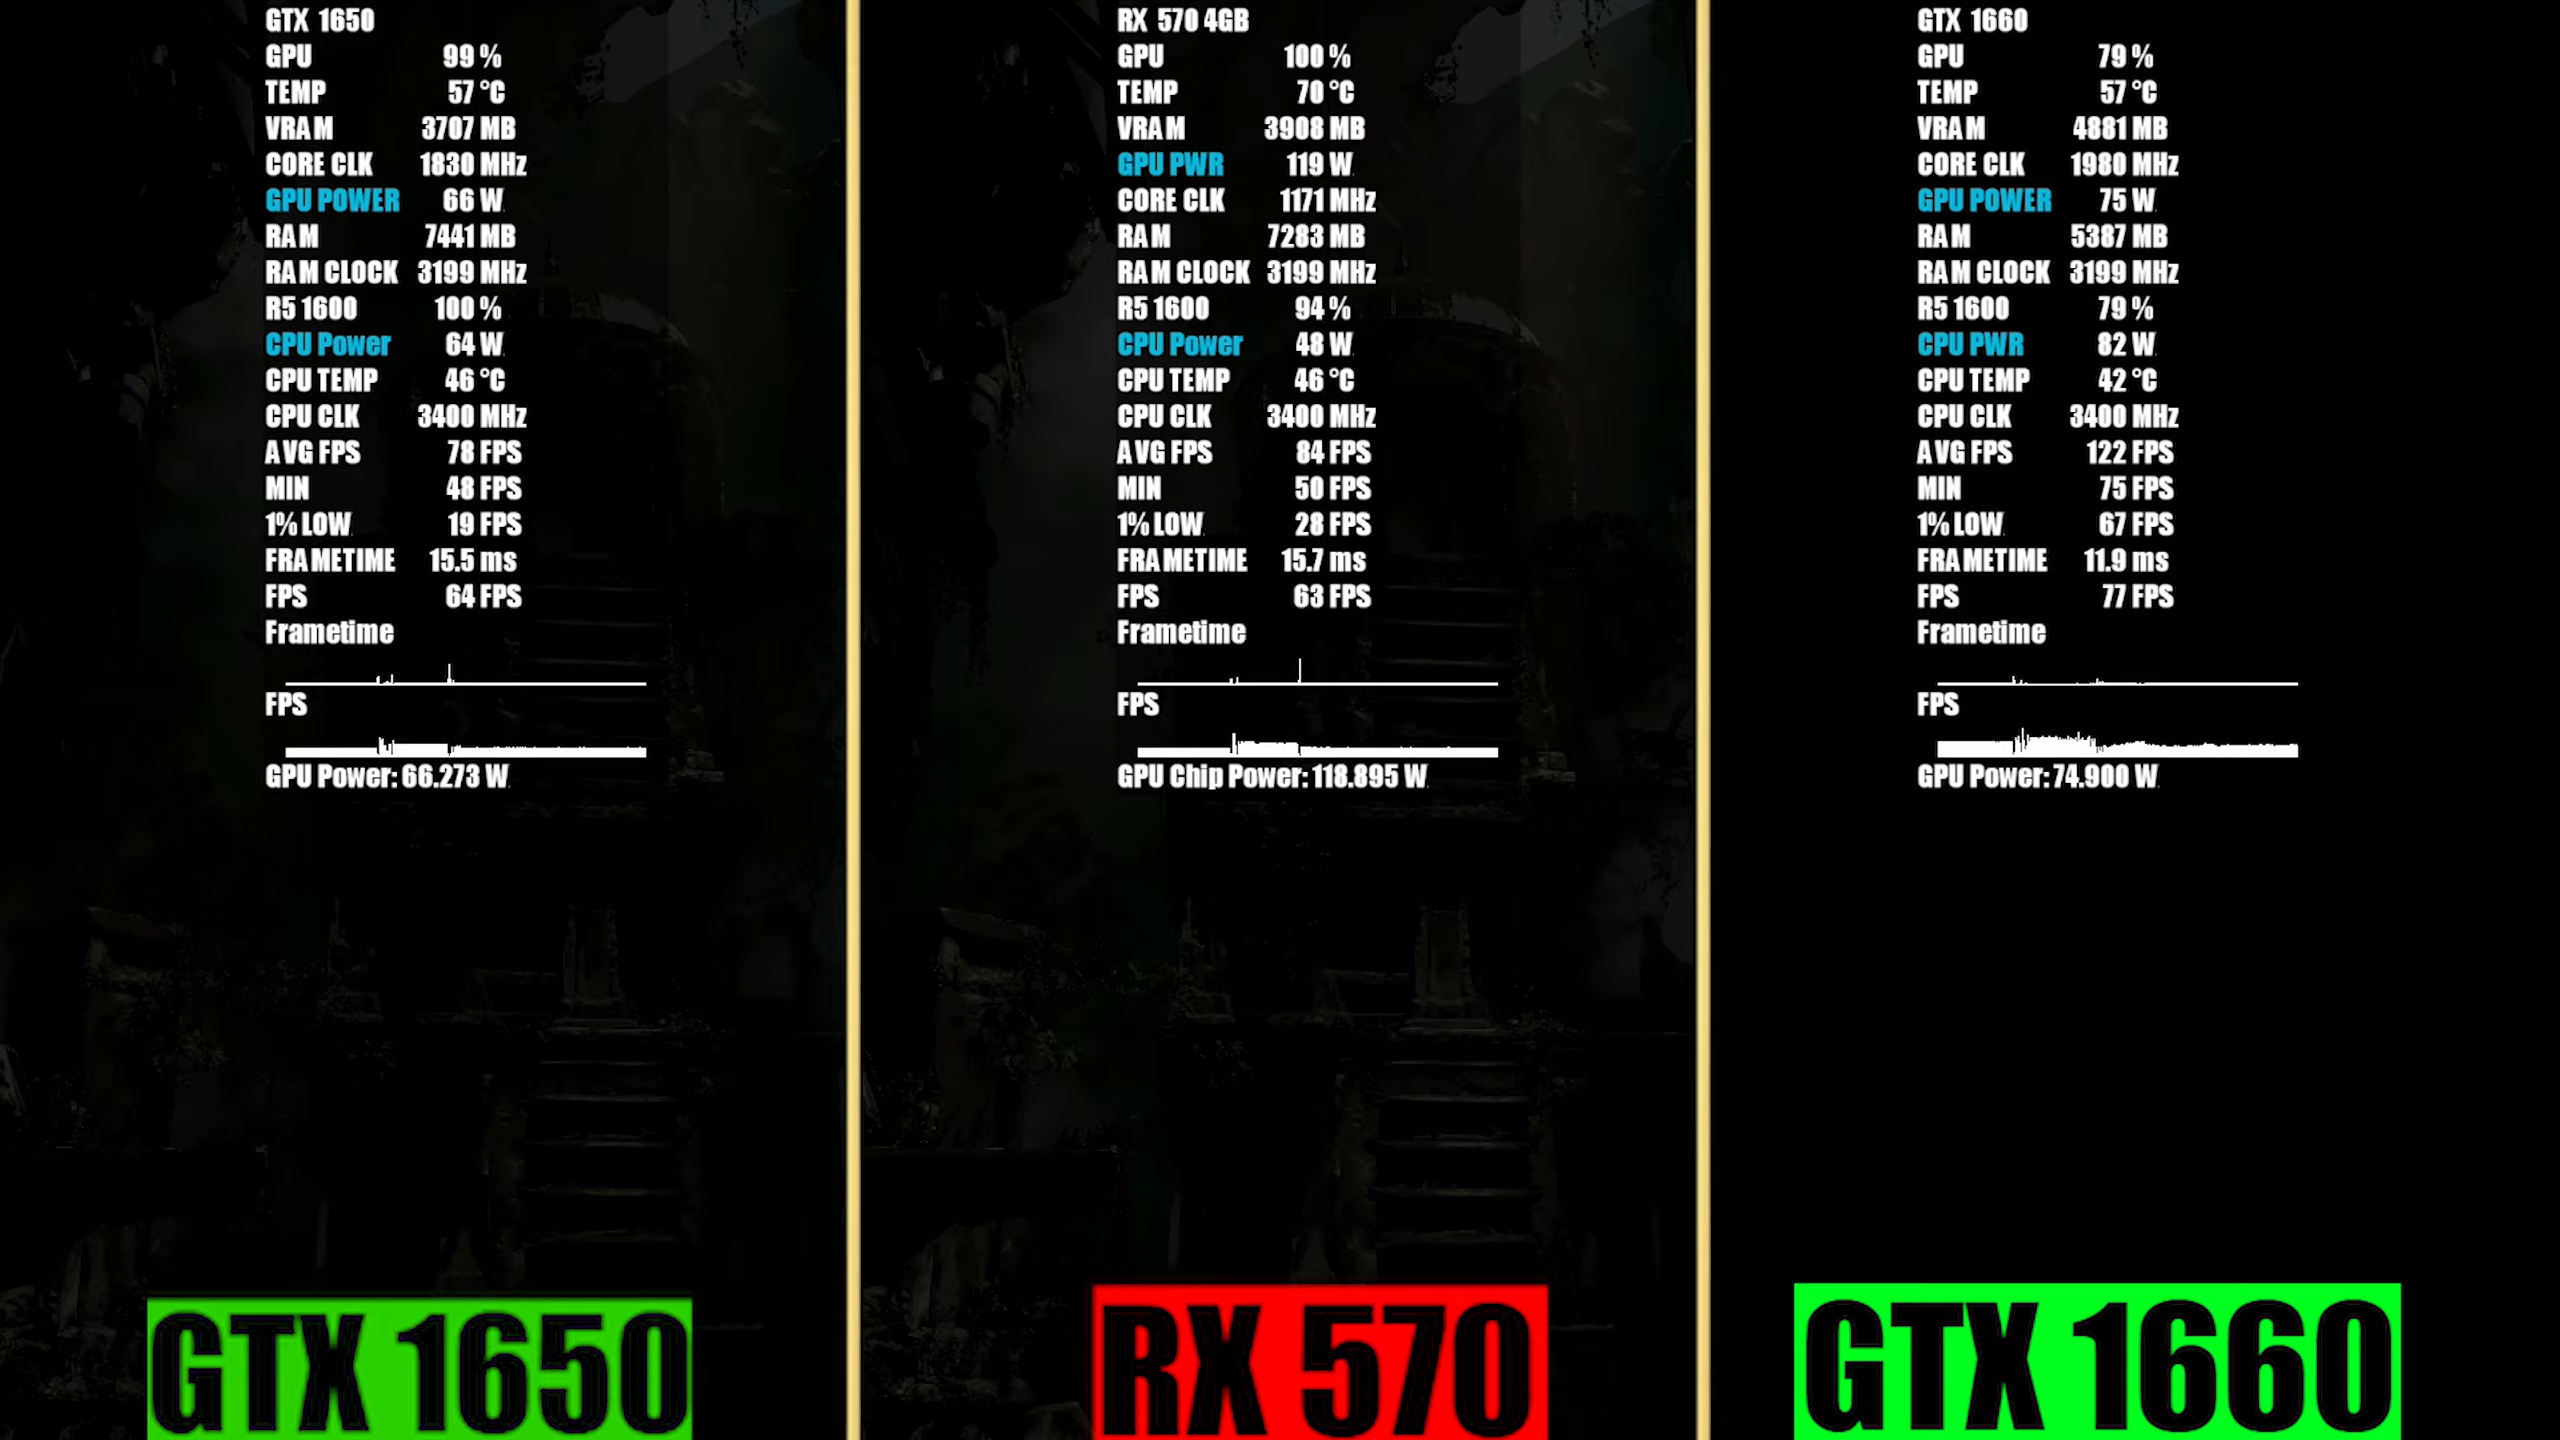 GTX 1650
GPU 99 %
TEMP 57 °C
VRAM 3707 MB
CORE CLK 1830 MHz
GPU POWER 66 W
RAM 7441 MB
RAM CLOCK 3199 MHz
R5 1600 100 %
CPU Power 64 W
CPU TEMP 46 °C
CPU CLK 3400 MHz
AVG FPS 78 FPS
MIN 48 FPS
1% LOW 19 FPS
FRAMETIME 15.5 ms
FPS 64 FPS
Frametime
FPS
GPU Power: 66.273 W
GTX 1650
RX 570 4GB
GPU 100 %
TEMP 70 °C
VRAM 3908 MB
GPU PWR 119 W
CORE CLK 1171 MHz
RAM 7283 MB
RAM CLOCK 3199 MHz
R5 1600 94 %
CPU Power 48 W
CPU TEMP 46 °C
CPU CLK 3400 MHz
AVG FPS 84 FPS
MIN 50 FPS
1% LOW 28 FPS
FRAMETIME 15.7 ms
FPS 63 FPS
Frametime
FPS
GPU Chip Power: 118.895 W
RX 570
GTX 1660
GPU 79 %
TEMP 57 °C
VRAM 4881 MB
CORE CLK 1980 MHz
GPU POWER 75 W
RAM 5387 MB
RAM CLOCK 3199 MHz
R5 1600 79 %
CPU PWR 82 W
CPU TEMP 42 °C
CPU CLK 3400 MHz
AVG FPS 122 FPS
MIN 75 FPS
1% LOW 67 FPS
FRAMETIME 11.9 ms
FPS 77 FPS
Frametime
FPS
GPU Power: 74.900 W
GTX 1660